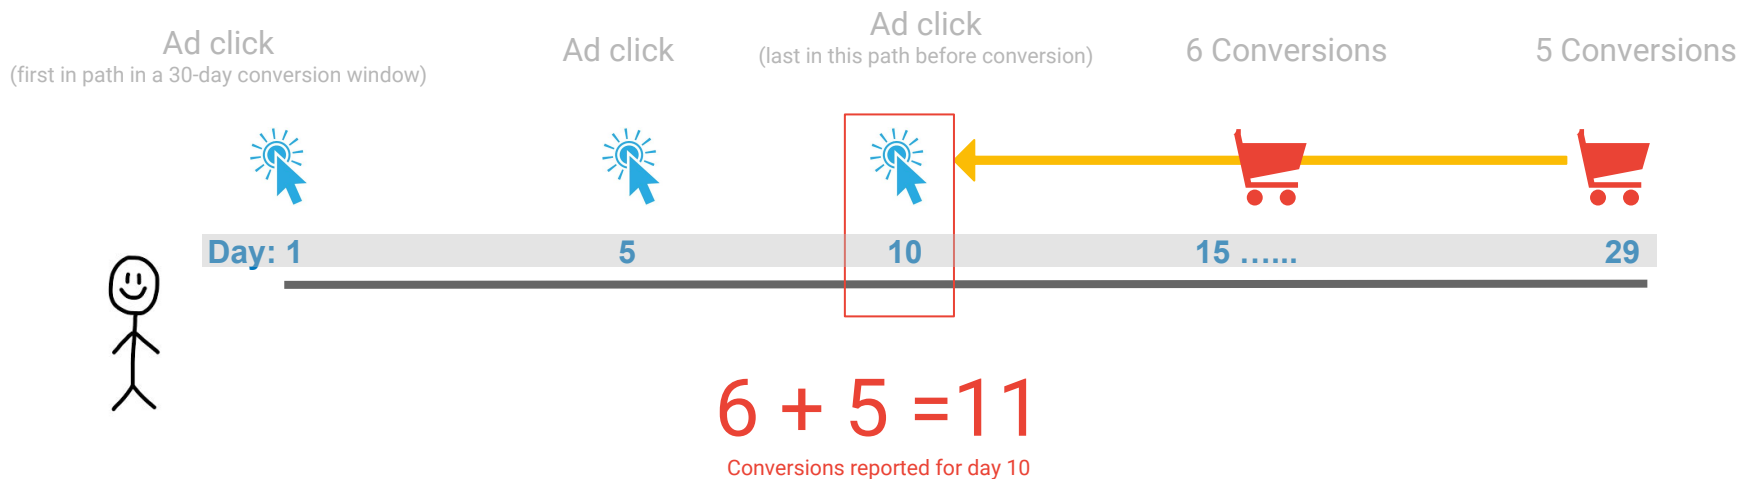 Ad click
(first in path in a 30-day conversion window)
Ad click
Ad click
(last in this path before conversion)
6 Conversions
5 Conversions
Day: 1
5
10
15 …...
29
6 + 5 =11
Conversions reported for day 10